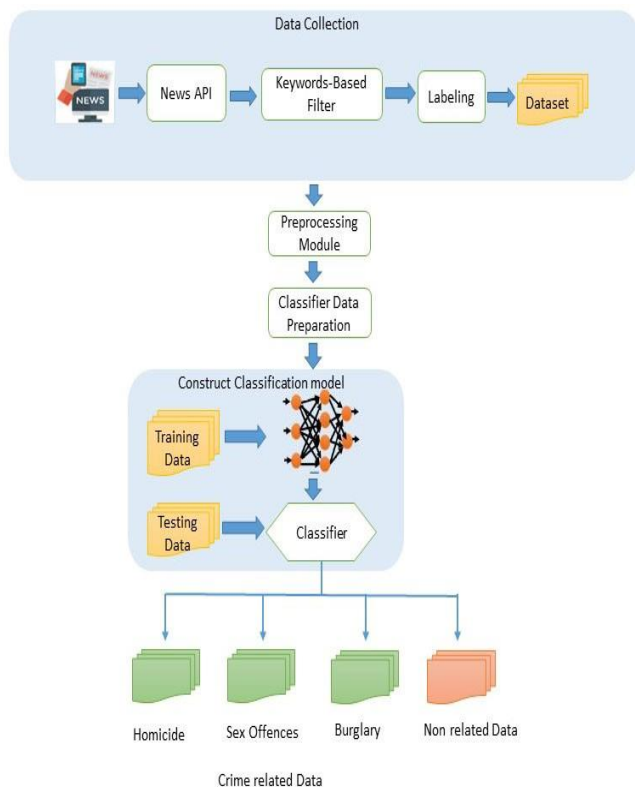 Data Collection
NEWS
NEWS
News API
Keywords-Based
Filter
Labeling
Dataset
Preprocessing
Module
Classifier Data
Preparation
Construct Classification model
Training
Data
Testing
Data
Classifier
Homicide
Sex Offences
Burglary
Non related Data
Crime related Data